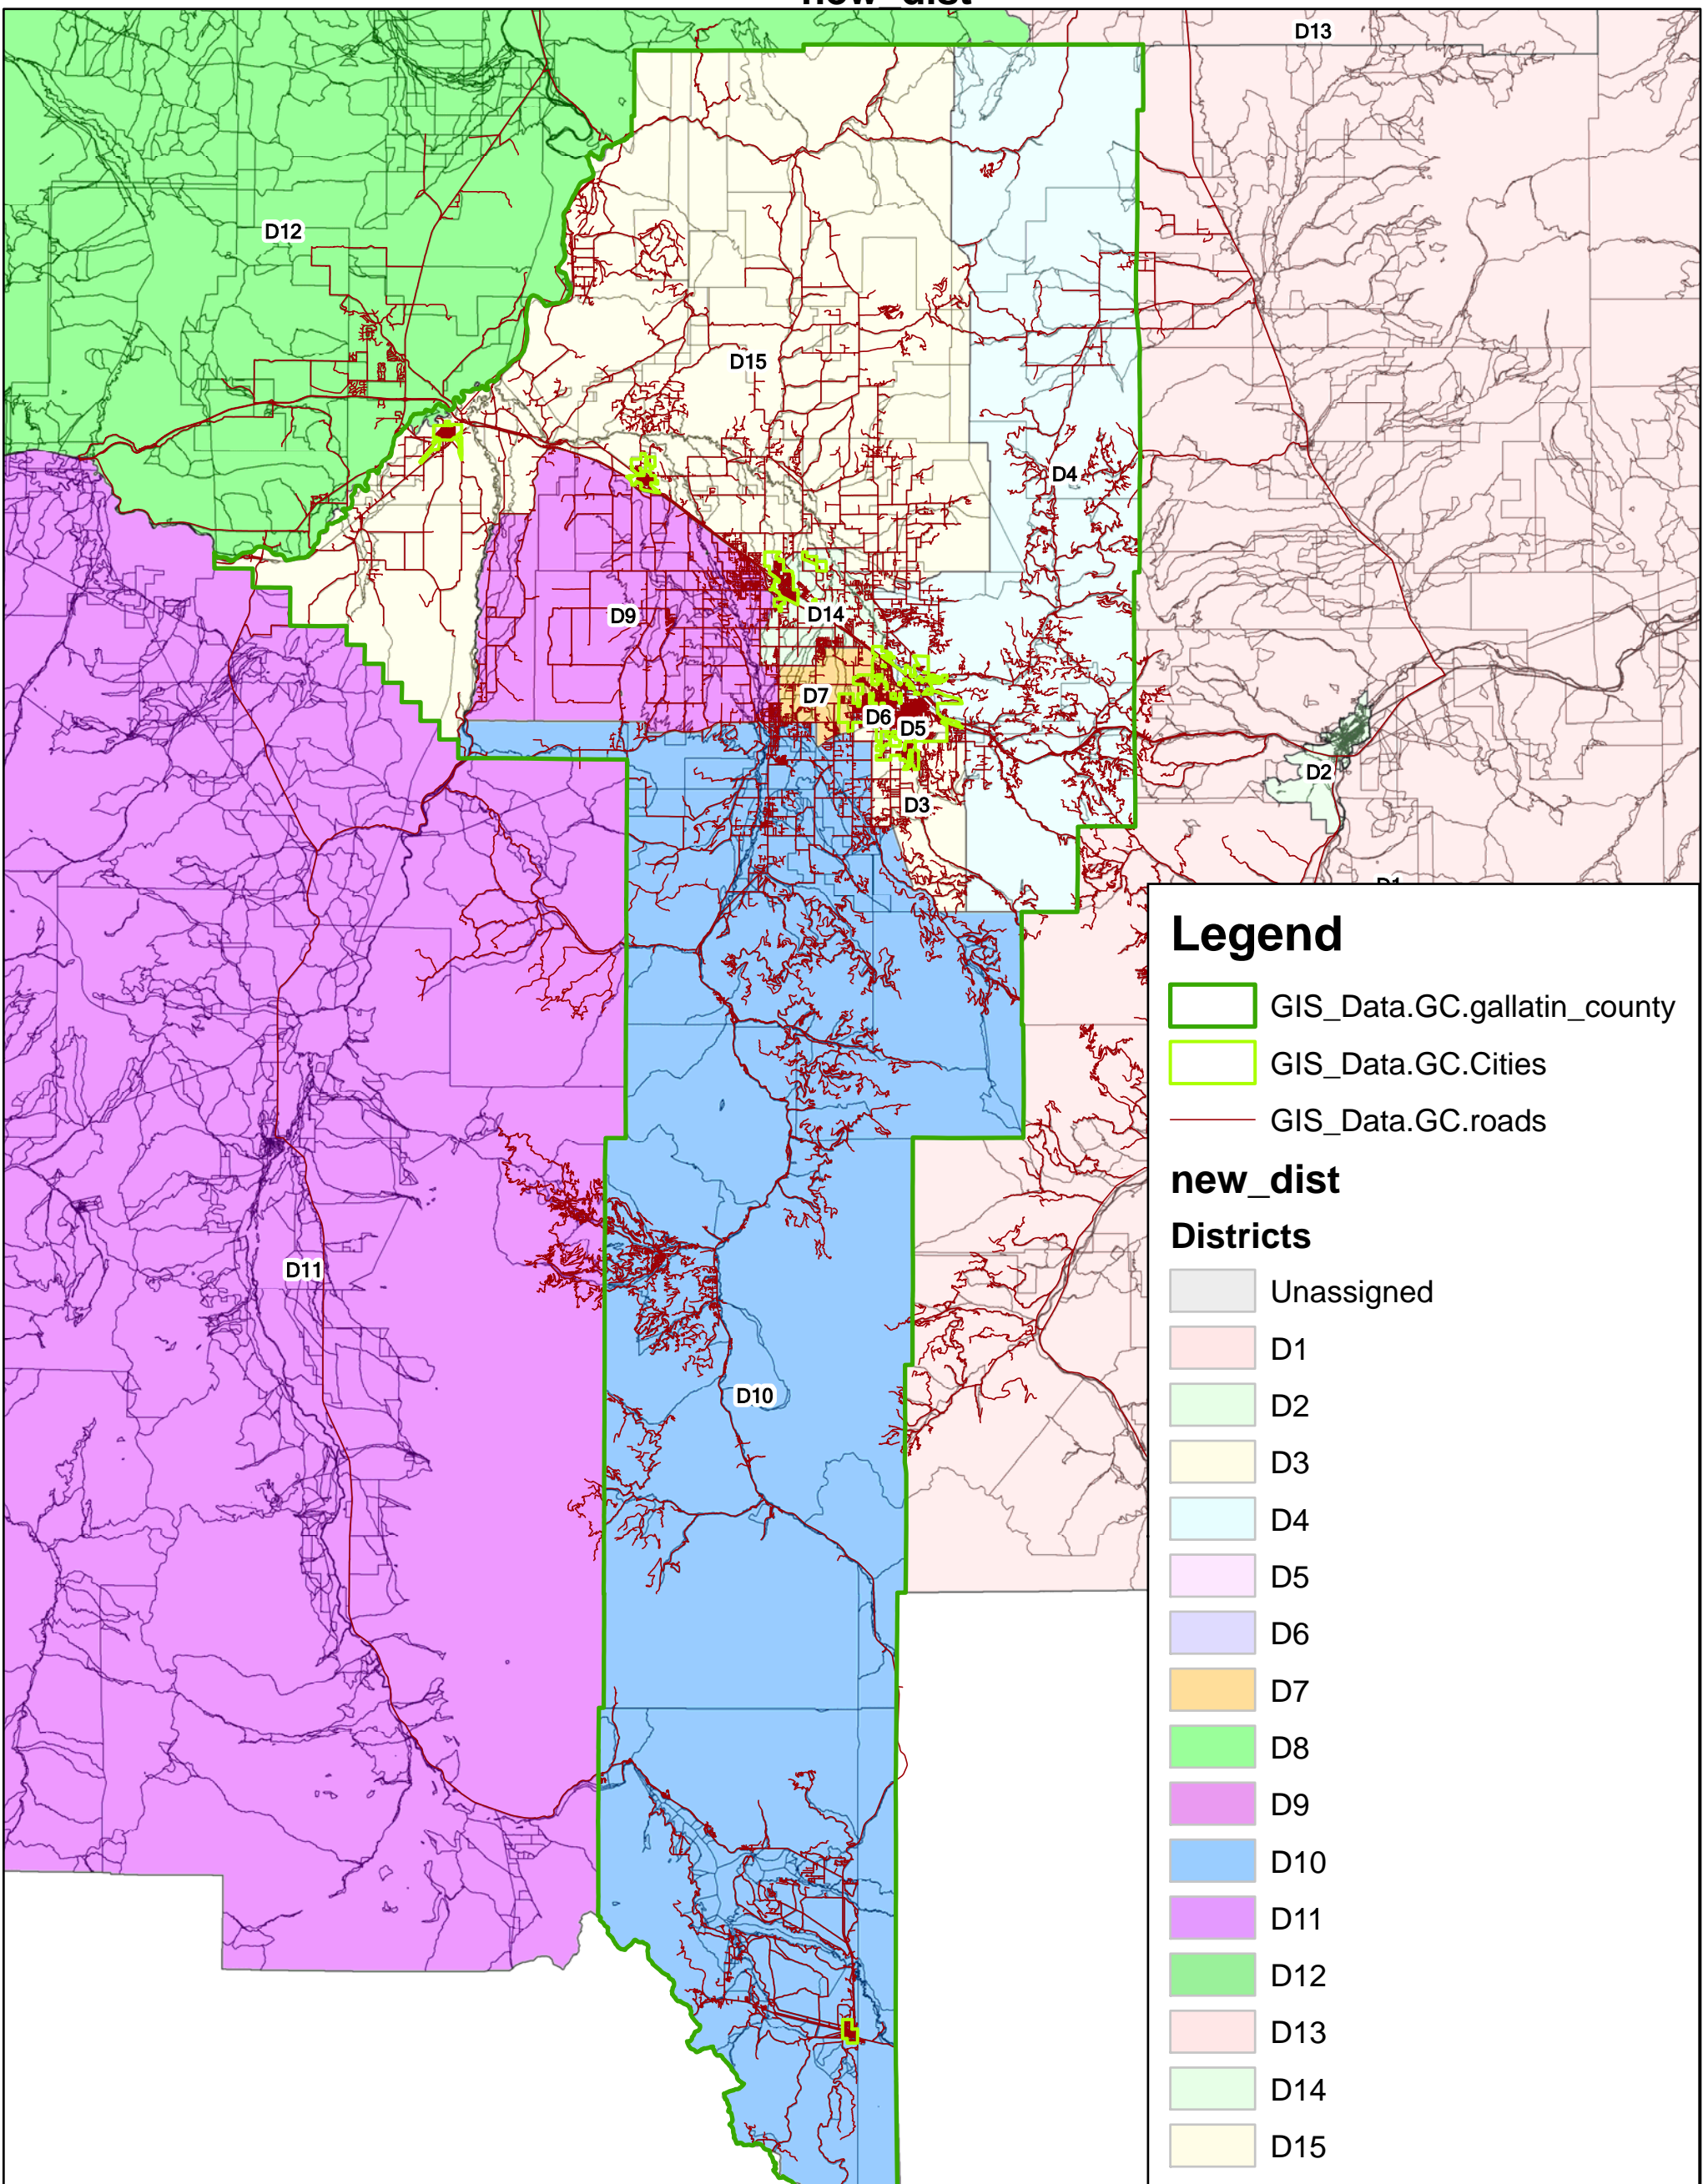 new_dist
D13
D12
D15
D4
D9
D14
D7
D6
D5
D2
D3
D1
D11
D10
Legend
GIS_Data.GC.gallatin_county
GIS_Data.GC.Cities
GIS_Data.GC.roads
new_dist
Districts
Unassigned
D1
D2
D3
D4
D5
D6
D7
D8
D9
D10
D11
D12
D13
D14
D15